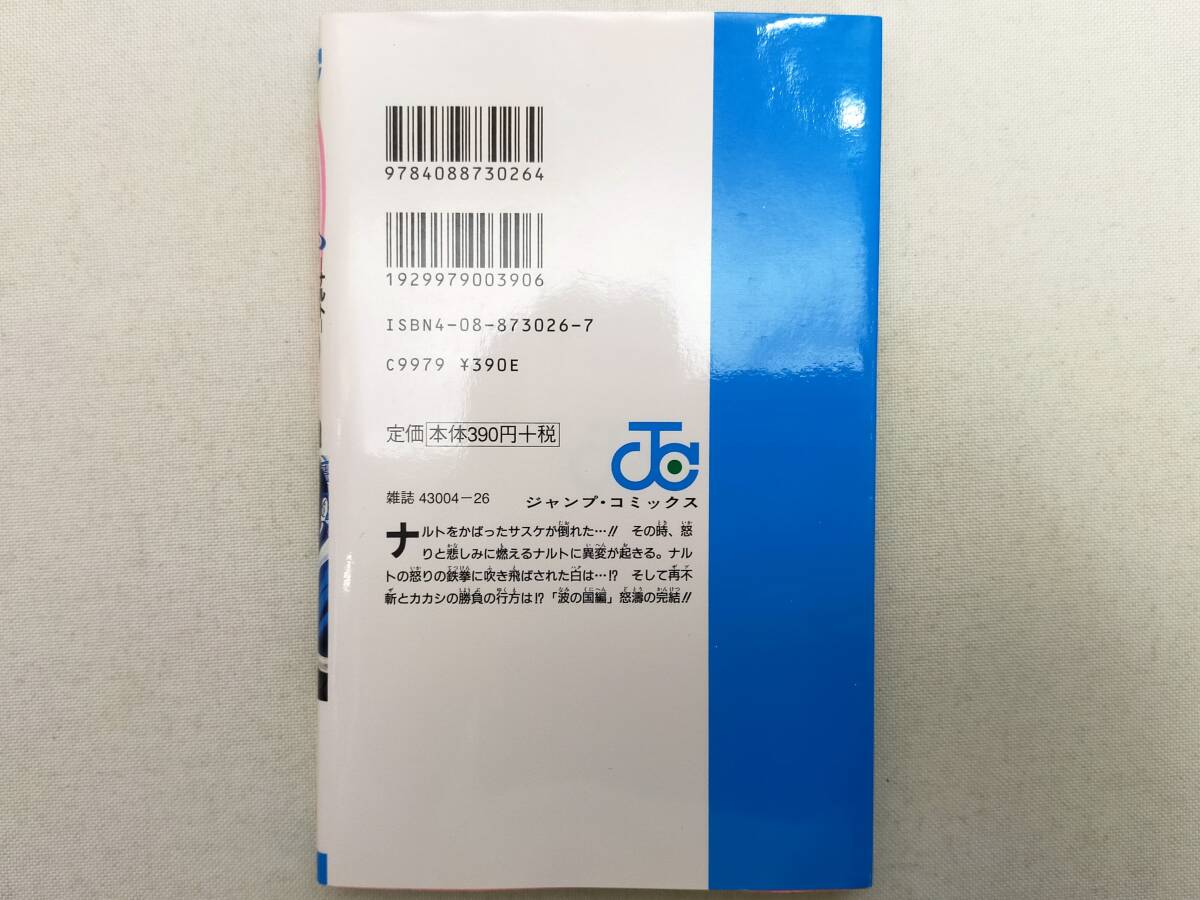 9784088730264
1929979003906
ISBN4-08-873026-7
C9979 ¥390E
定価 本体390円+税
JC
雑誌 43004-26
ジャンプ・コミックス
ナルトをかばったサスケが倒れた…!! その時、怒
りと悲しみに燃えるナルトに異変が起きる。ナル
トの怒りの鉄拳に吹き飛ばされた白は…!? そして再不
斬とカカシの勝負の行方は!?「波の国編」怒濤の完結!!